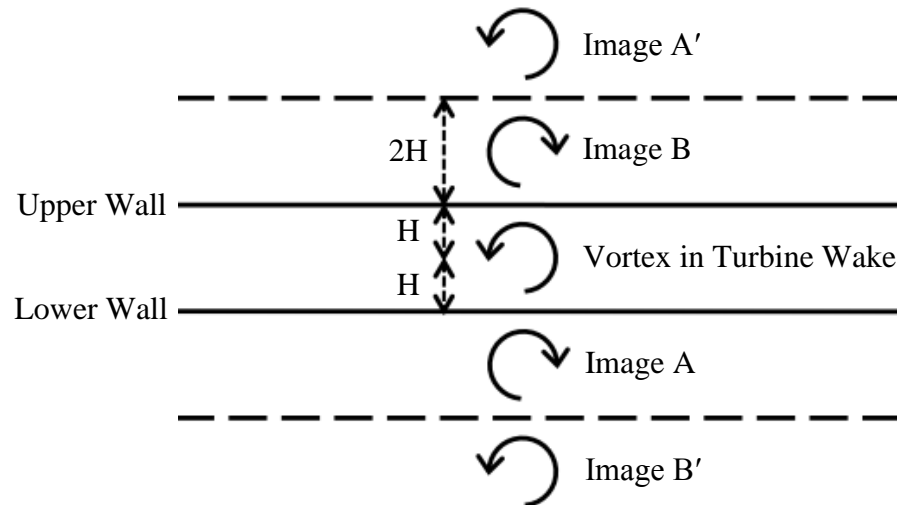 Image A′
2H
Image B
Upper Wall
H
Vortex in Turbine Wake
H
Lower Wall
Image A
Image B′